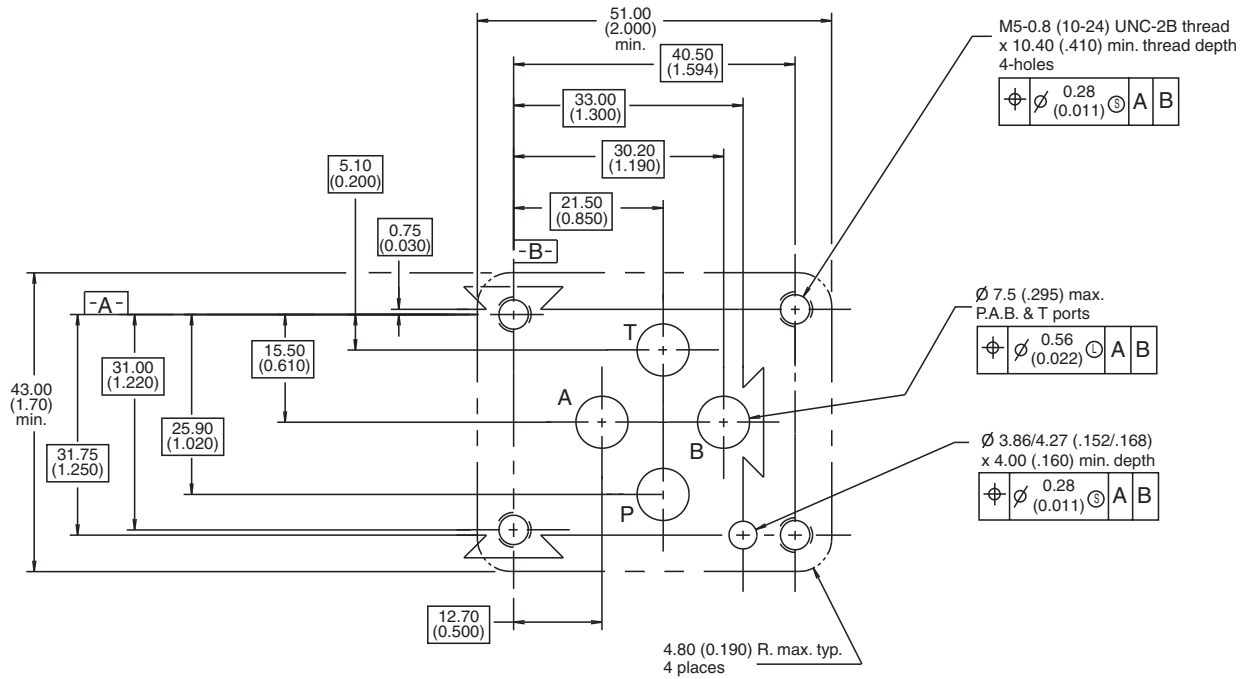 51.00
(2.000)
min.
M5-0.8 (10-24) UNC-2B thread
x 10.40 (.410) min. thread depth
4-holes
⌖ Ø 0.28 Ⓢ A B
(0.011)
40.50
(1.594)
33.00
(1.300)
30.20
(1.190)
5.10
(0.200)
21.50
(0.850)
0.75
(0.030)
-B-
-A-
Ø 7.5 (.295) max.
P.A.B. & T ports
⌖ Ø 0.56 Ⓛ A B
(0.022)
15.50
(0.610)
T
31.00
(1.220)
43.00
(1.70)
min.
A
25.90
(1.020)
31.75
(1.250)
B
Ø 3.86/4.27 (.152/.168)
x 4.00 (.160) min. depth
⌖ Ø 0.28 Ⓢ A B
(0.011)
P
12.70
(0.500)
4.80 (0.190) R. max. typ.
4 places